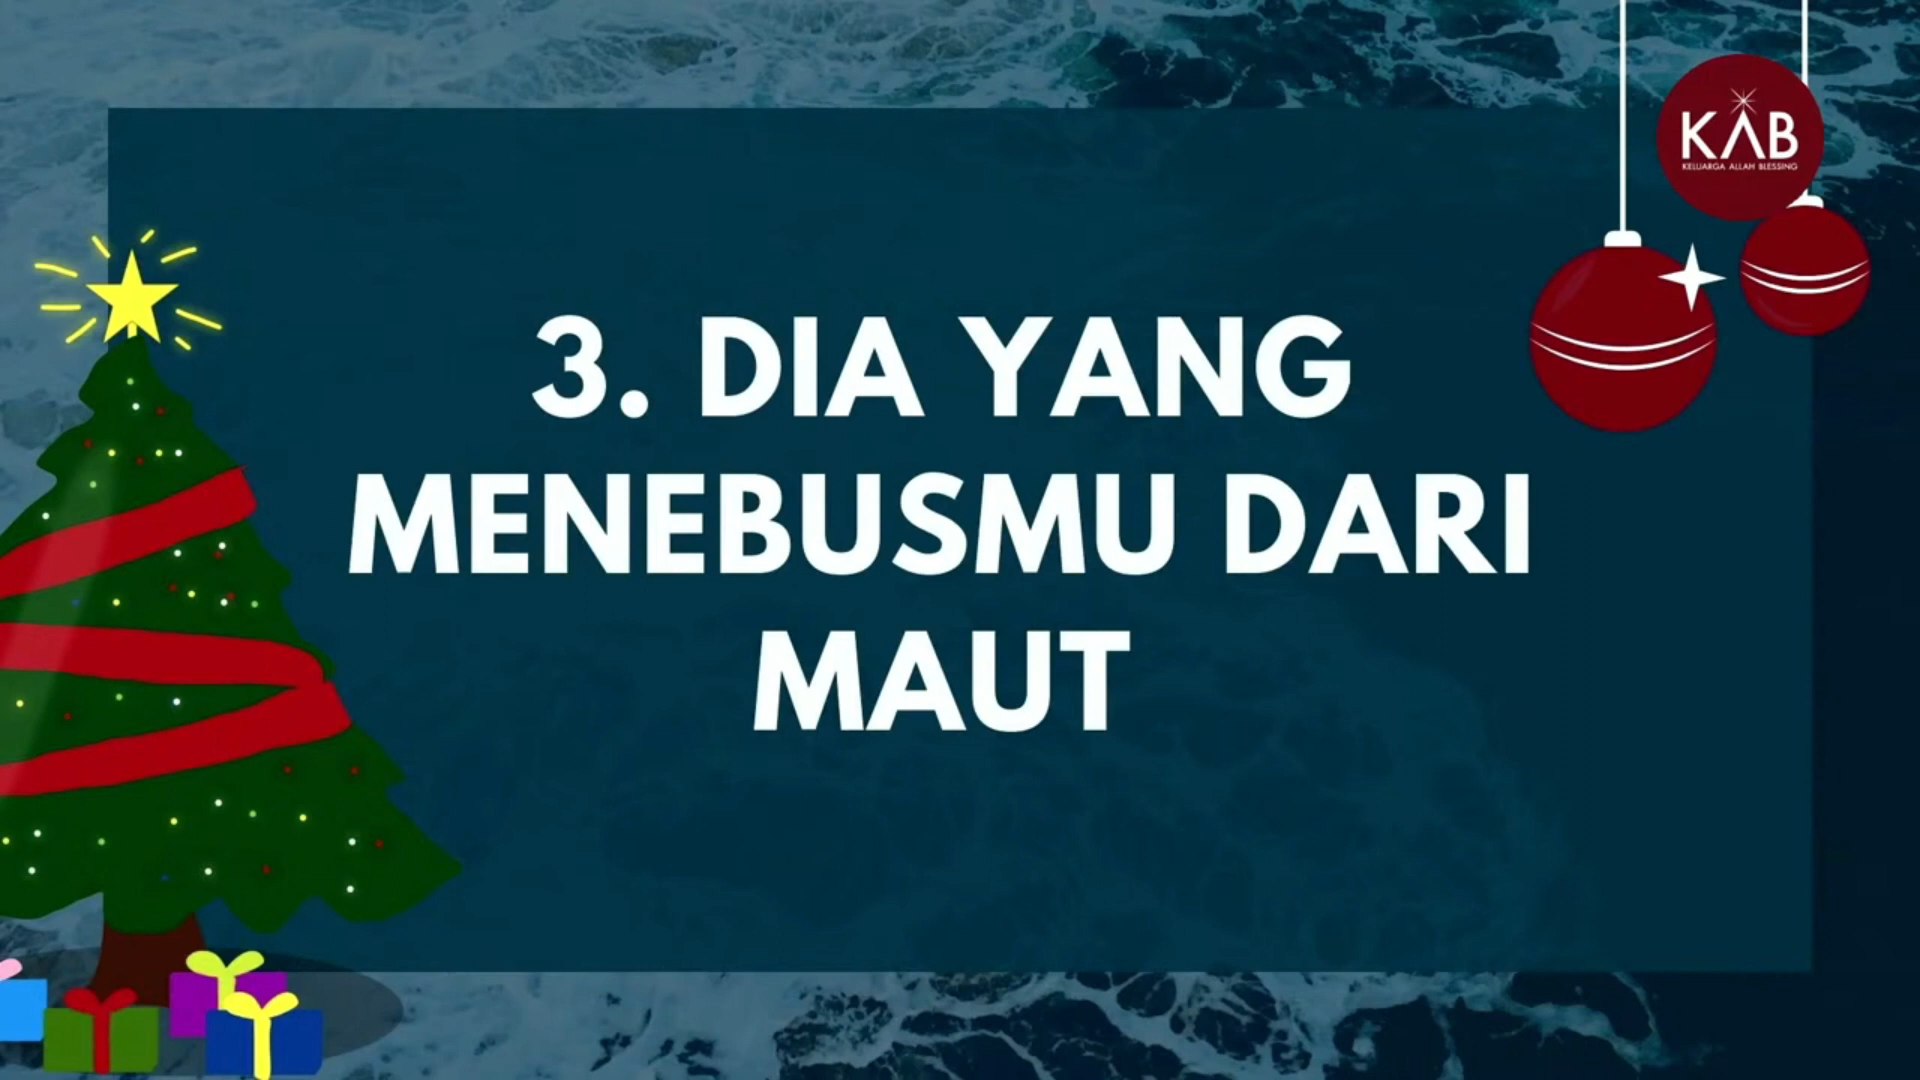 KAB
KELUARGA ALLAH BLESSING
3. DIA YANG
MENEBUSMU DARI
MAUT